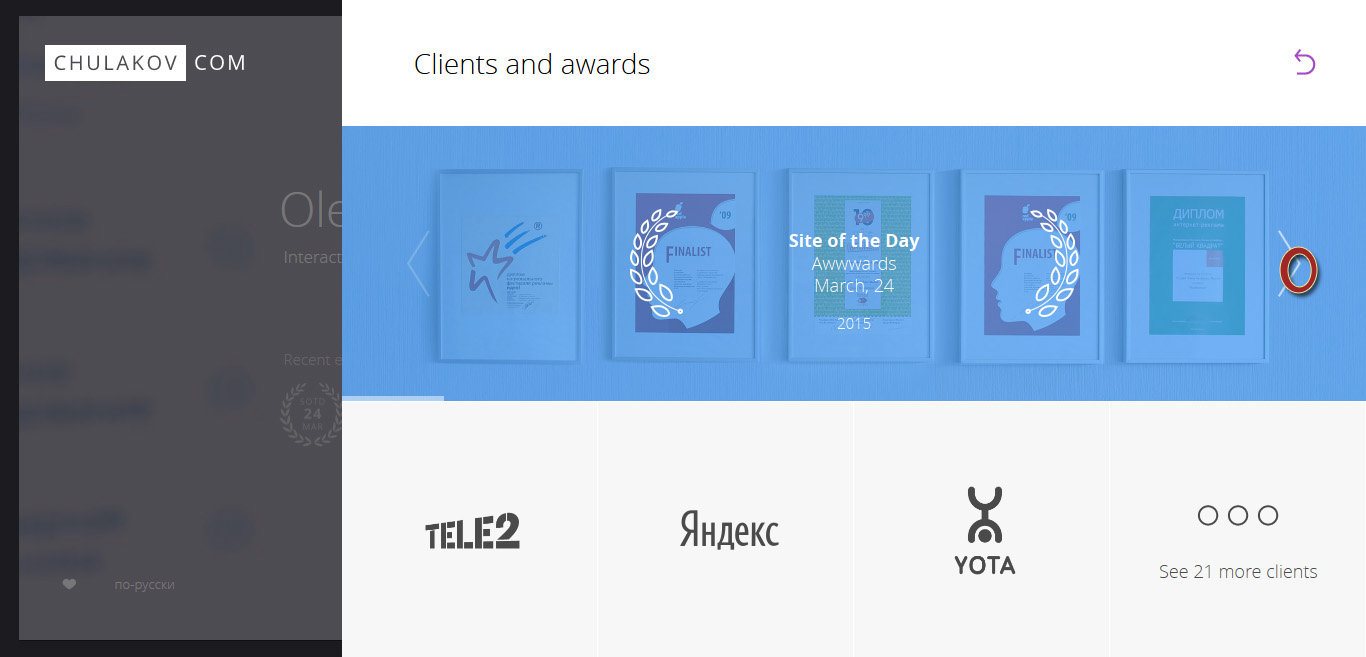 CHULAKOV COM
Clients and awards
Ole
Interact
Recent e
SOTD
24
MAR
по-русски
'09
FINALIST
10
'09
FINALIST
ДИПЛОМ
Site of the Day
Awwwards
March, 24
2015
TELE2
Яндекс
YOTA
See 21 more clients